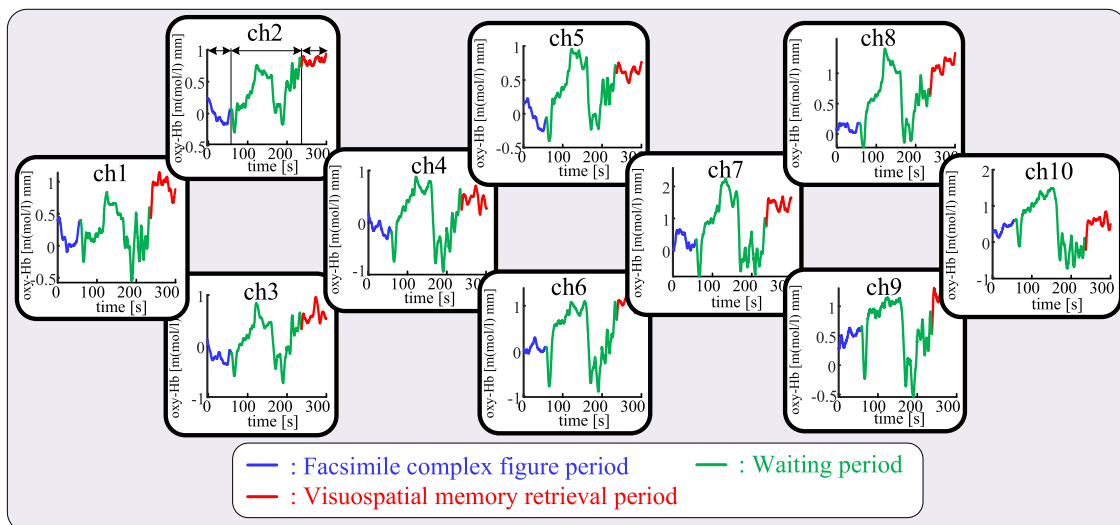 ch2
oxy-Hb [m(mol/l) mm]
1
0.5
0
-0.5
0 100 200 300
time [s]
ch5
oxy-Hb [m(mol/l) mm]
1
0.5
0
-0.5
0 100 200 300
time [s]
ch8
oxy-Hb [m(mol/l) mm]
1
0.5
0
0 100 200 300
time [s]
ch1
oxy-Hb [m(mol/l) mm]
1
0.5
0
-0.5
0 100 200 300
time [s]
ch4
oxy-Hb [m(mol/l) mm]
1
0
-1
0 100 200 300
time [s]
ch7
oxy-Hb [m(mol/l) mm]
2
1
0
0 100 200 300
time [s]
ch10
oxy-Hb [m(mol/l) mm]
2
1
0
-1
0 100 200 300
time [s]
ch3
oxy-Hb [m(mol/l) mm]
1
0
-1
0 100 200 300
time [s]
ch6
oxy-Hb [m(mol/l) mm]
1
0
-1
0 100 200 300
time [s]
ch9
oxy-Hb [m(mol/l) mm]
1
0.5
0
-0.5
0 100 200 300
time [s]
: Facsimile complex figure period
: Waiting period
: Visuospatial memory retrieval period